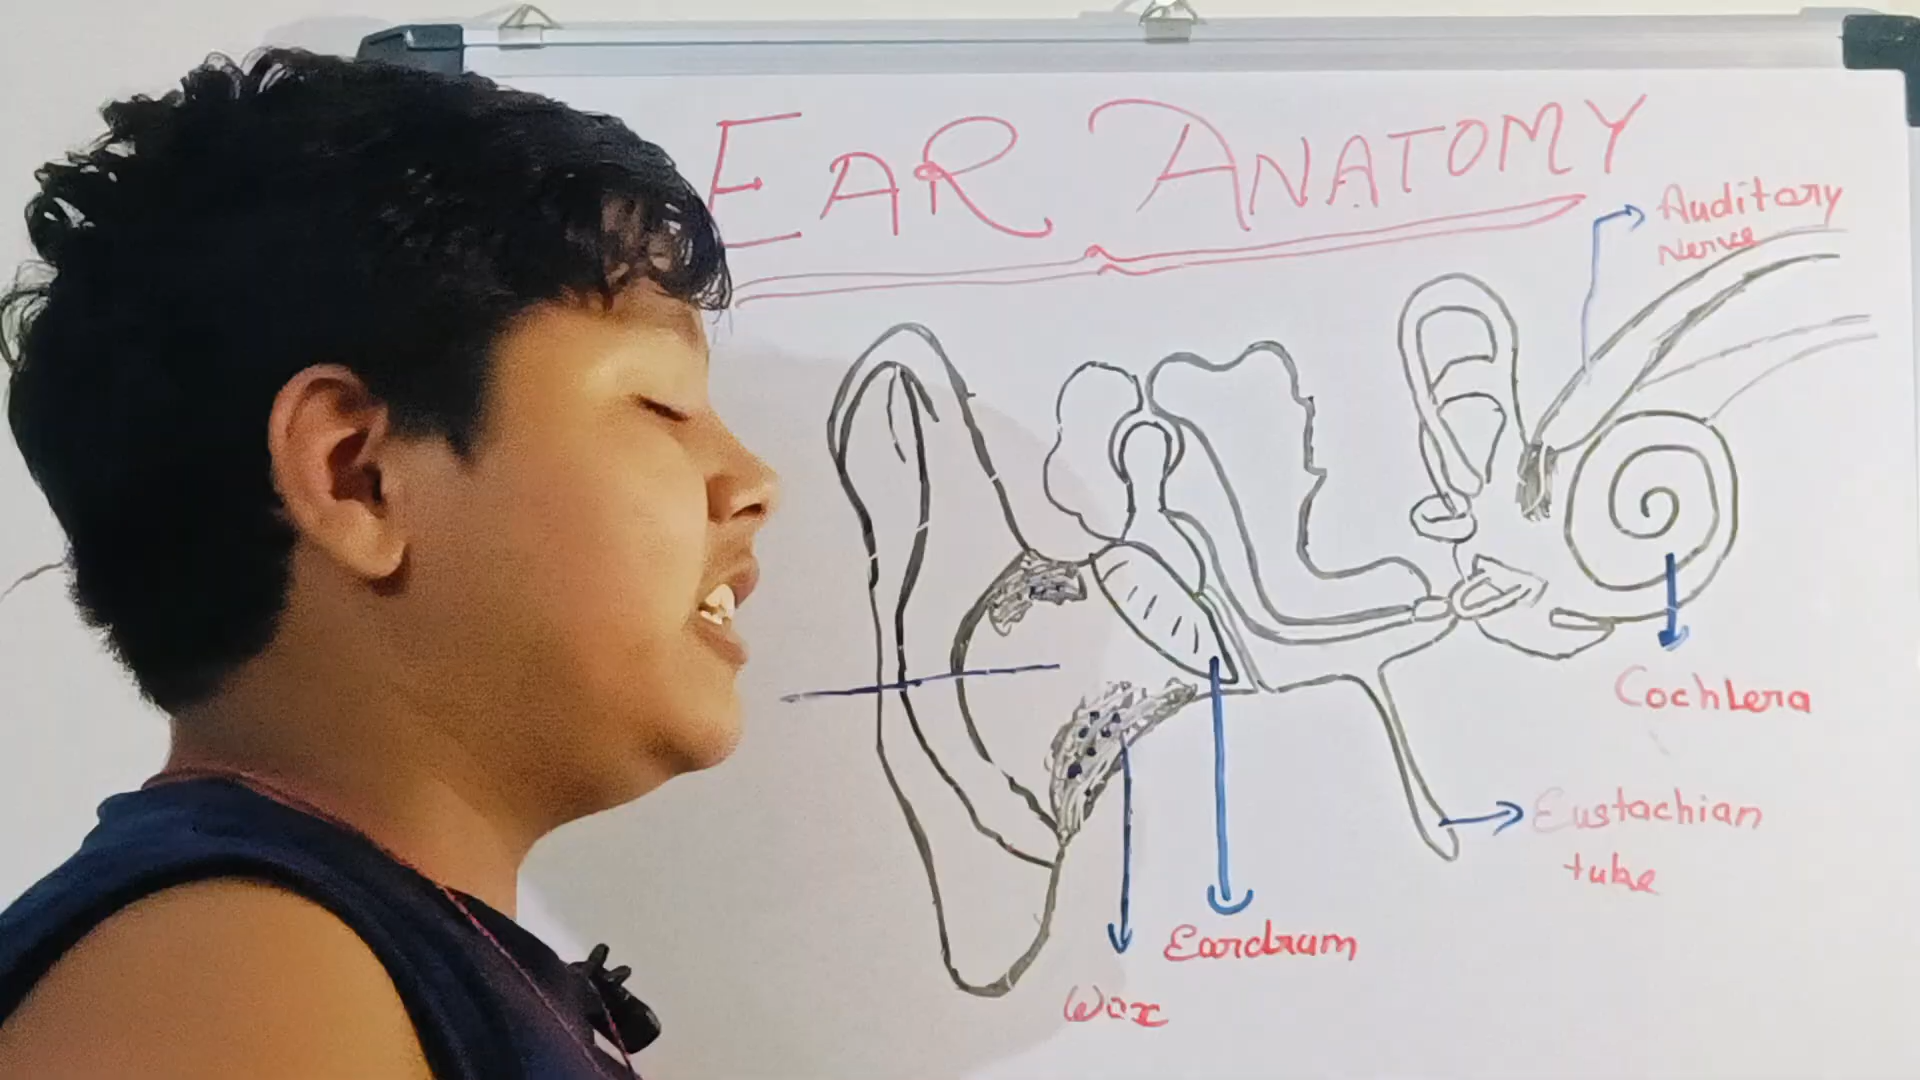 EAR ANATOMY
Auditory
Nerve
Cochlera
Eustachian
tube
Eardrum
Wax